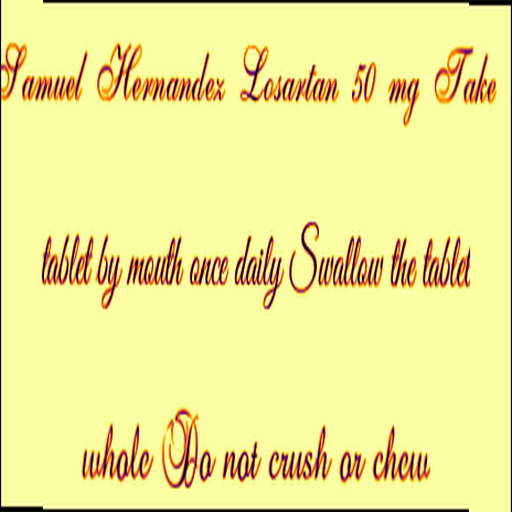 Samuel Hernandez Losartan 50 mg Take
tablet by mouth once daily Swallow the tablet
whole Do not crush or chew